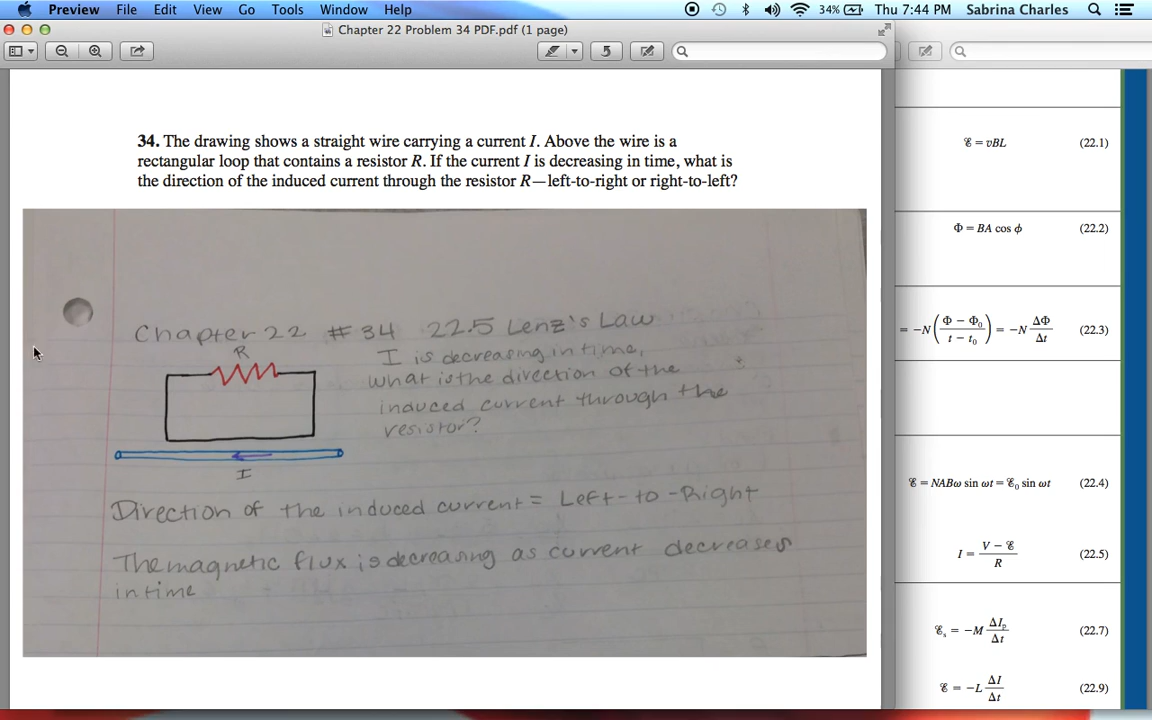 Preview File Edit View Go Tools Window Help 34% Thu 7:44 PM Sabrina Charles
Chapter 22 Problem 34 PDF.pdf (1 page)
34. The drawing shows a straight wire carrying a current I. Above the wire is a
rectangular loop that contains a resistor R. If the current I is decreasing in time, what is
the direction of the induced current through the resistor R—left-to-right or right-to-left?
Chapter 22 #34 22.5 Lenz's Law
R
I is decreasing in time,
what is the direction of the
induced current through the
resistor?
I
Direction of the induced current = Left-to-Right
The magnetic flux is decreasing as current decreases
in time
ℰ = vBL (22.1)
Φ = BA cos ϕ (22.2)
= −N(Φ − Φ₀ / t − t₀) = −N ΔΦ/Δt (22.3)
ℰ = NABω sin ωt = ℰ₀ sin ωt (22.4)
I = V − ℰ / R (22.5)
ℰₛ = −M ΔIₚ/Δt (22.7)
ℰ = −L ΔI/Δt (22.9)